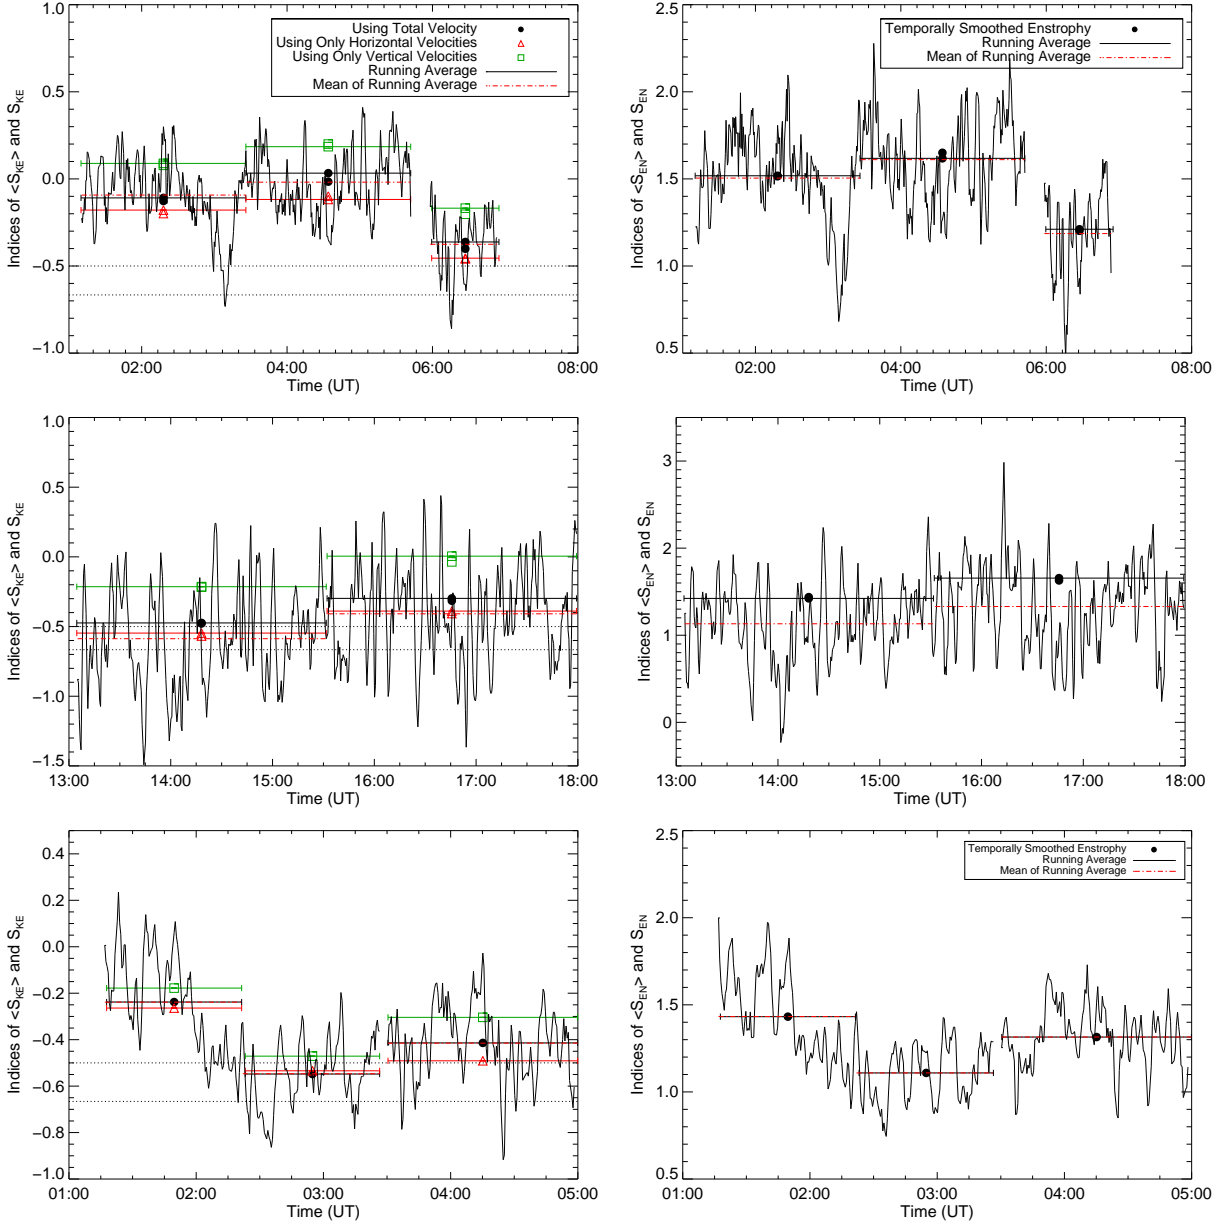 1.0
0.5
0.0
−0.5
−1.0
Indices of <S_KE> and S_KE
Using Total Velocity
Using Only Horizontal Velocities
Using Only Vertical Velocities
Running Average
Mean of Running Average
02:00 04:00 06:00 08:00
Time (UT)
2.5
2.0
1.5
1.0
0.5
Indices of <S_EN> and S_EN
Temporally Smoothed Enstrophy
Running Average
Mean of Running Average
02:00 04:00 06:00 08:00
Time (UT)
1.0
0.5
0.0
−0.5
−1.0
−1.5
Indices of <S_KE> and S_KE
13:00 14:00 15:00 16:00 17:00 18:00
Time (UT)
3
2
1
0
Indices of <S_EN> and S_EN
13:00 14:00 15:00 16:00 17:00 18:00
Time (UT)
0.4
0.2
0.0
−0.2
−0.4
−0.6
−0.8
−1.0
Indices of <S_KE> and S_KE
01:00 02:00 03:00 04:00 05:00
Time (UT)
2.5
2.0
1.5
1.0
0.5
Indices of <S_EN> and S_EN
Temporally Smoothed Enstrophy
Running Average
Mean of Running Average
01:00 02:00 03:00 04:00 05:00
Time (UT)